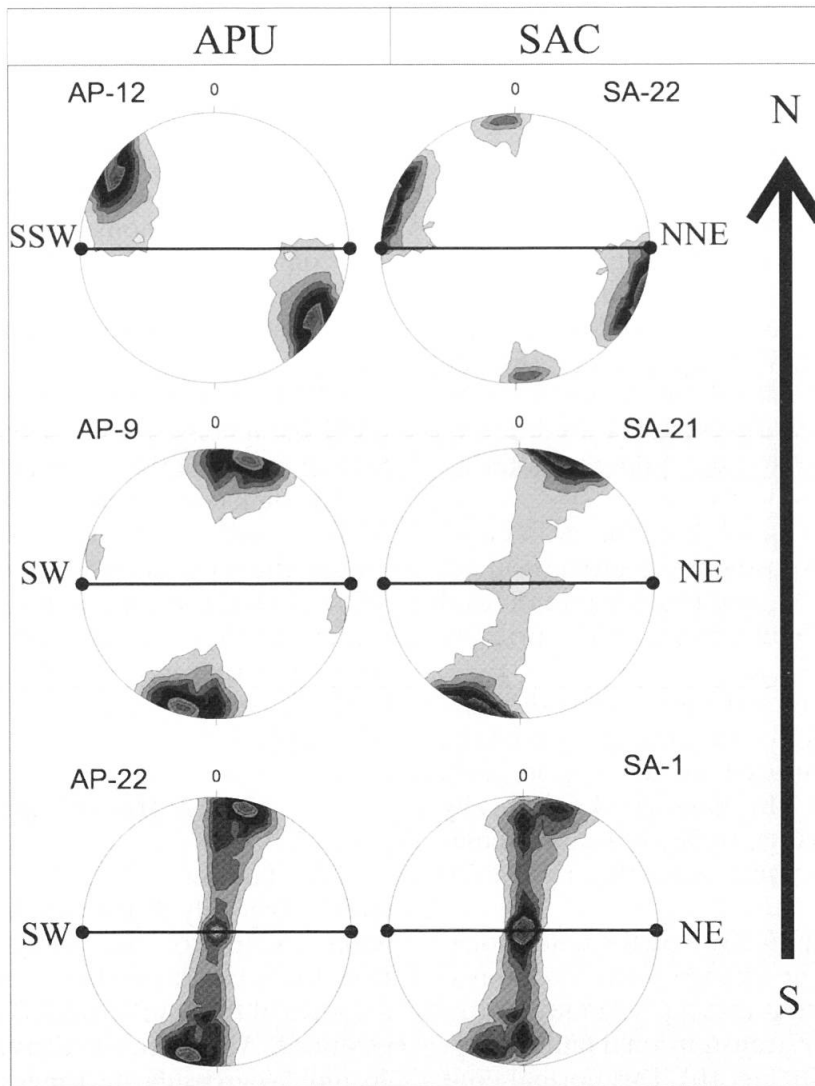 APU SAC
AP-12 0 0 SA-22 N
SSW NNE
AP-9 0 0 SA-21
SW NE
AP-22 0 0 SA-1
SW NE
S